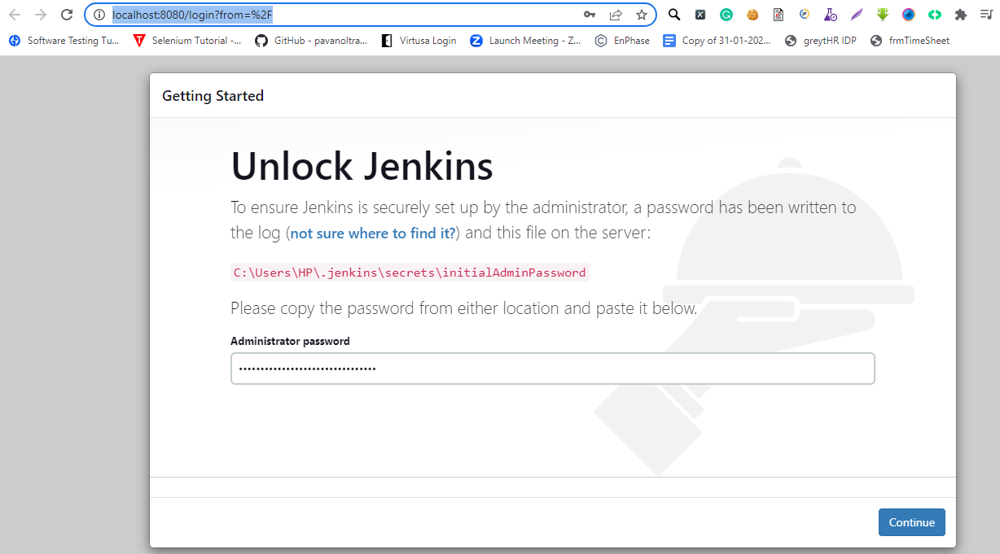 localhost:8080/login?from=%2F
Software Testing Tu... Selenium Tutorial -... GitHub - pavanoltra... Virtusa Login Launch Meeting - Z... EnPhase Copy of 31-01-202... greytHR IDP frmTimeSheet
Getting Started
Unlock Jenkins
To ensure Jenkins is securely set up by the administrator, a password has been written to
the log (not sure where to find it?) and this file on the server:
C:\Users\HP\.jenkins\secrets\initialAdminPassword
Please copy the password from either location and paste it below.
Administrator password
••••••••••••••••••••••••••••••••
Continue